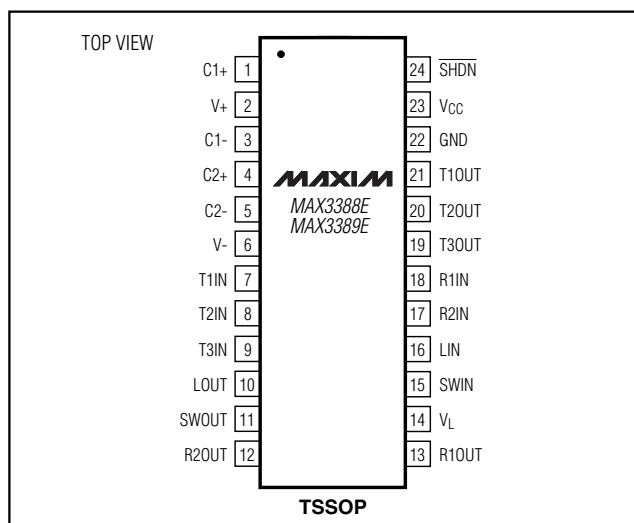 TOP VIEW
C1+ 1
V+ 2
C1- 3
C2+ 4
C2- 5
V- 6
T1IN 7
T2IN 8
T3IN 9
LOUT 10
SWOUT 11
R2OUT 12
MAXIM
MAX3388E
MAX3389E
24 SHDN
23 VCC
22 GND
21 T1OUT
20 T2OUT
19 T3OUT
18 R1IN
17 R2IN
16 LIN
15 SWIN
14 VL
13 R1OUT
TSSOP